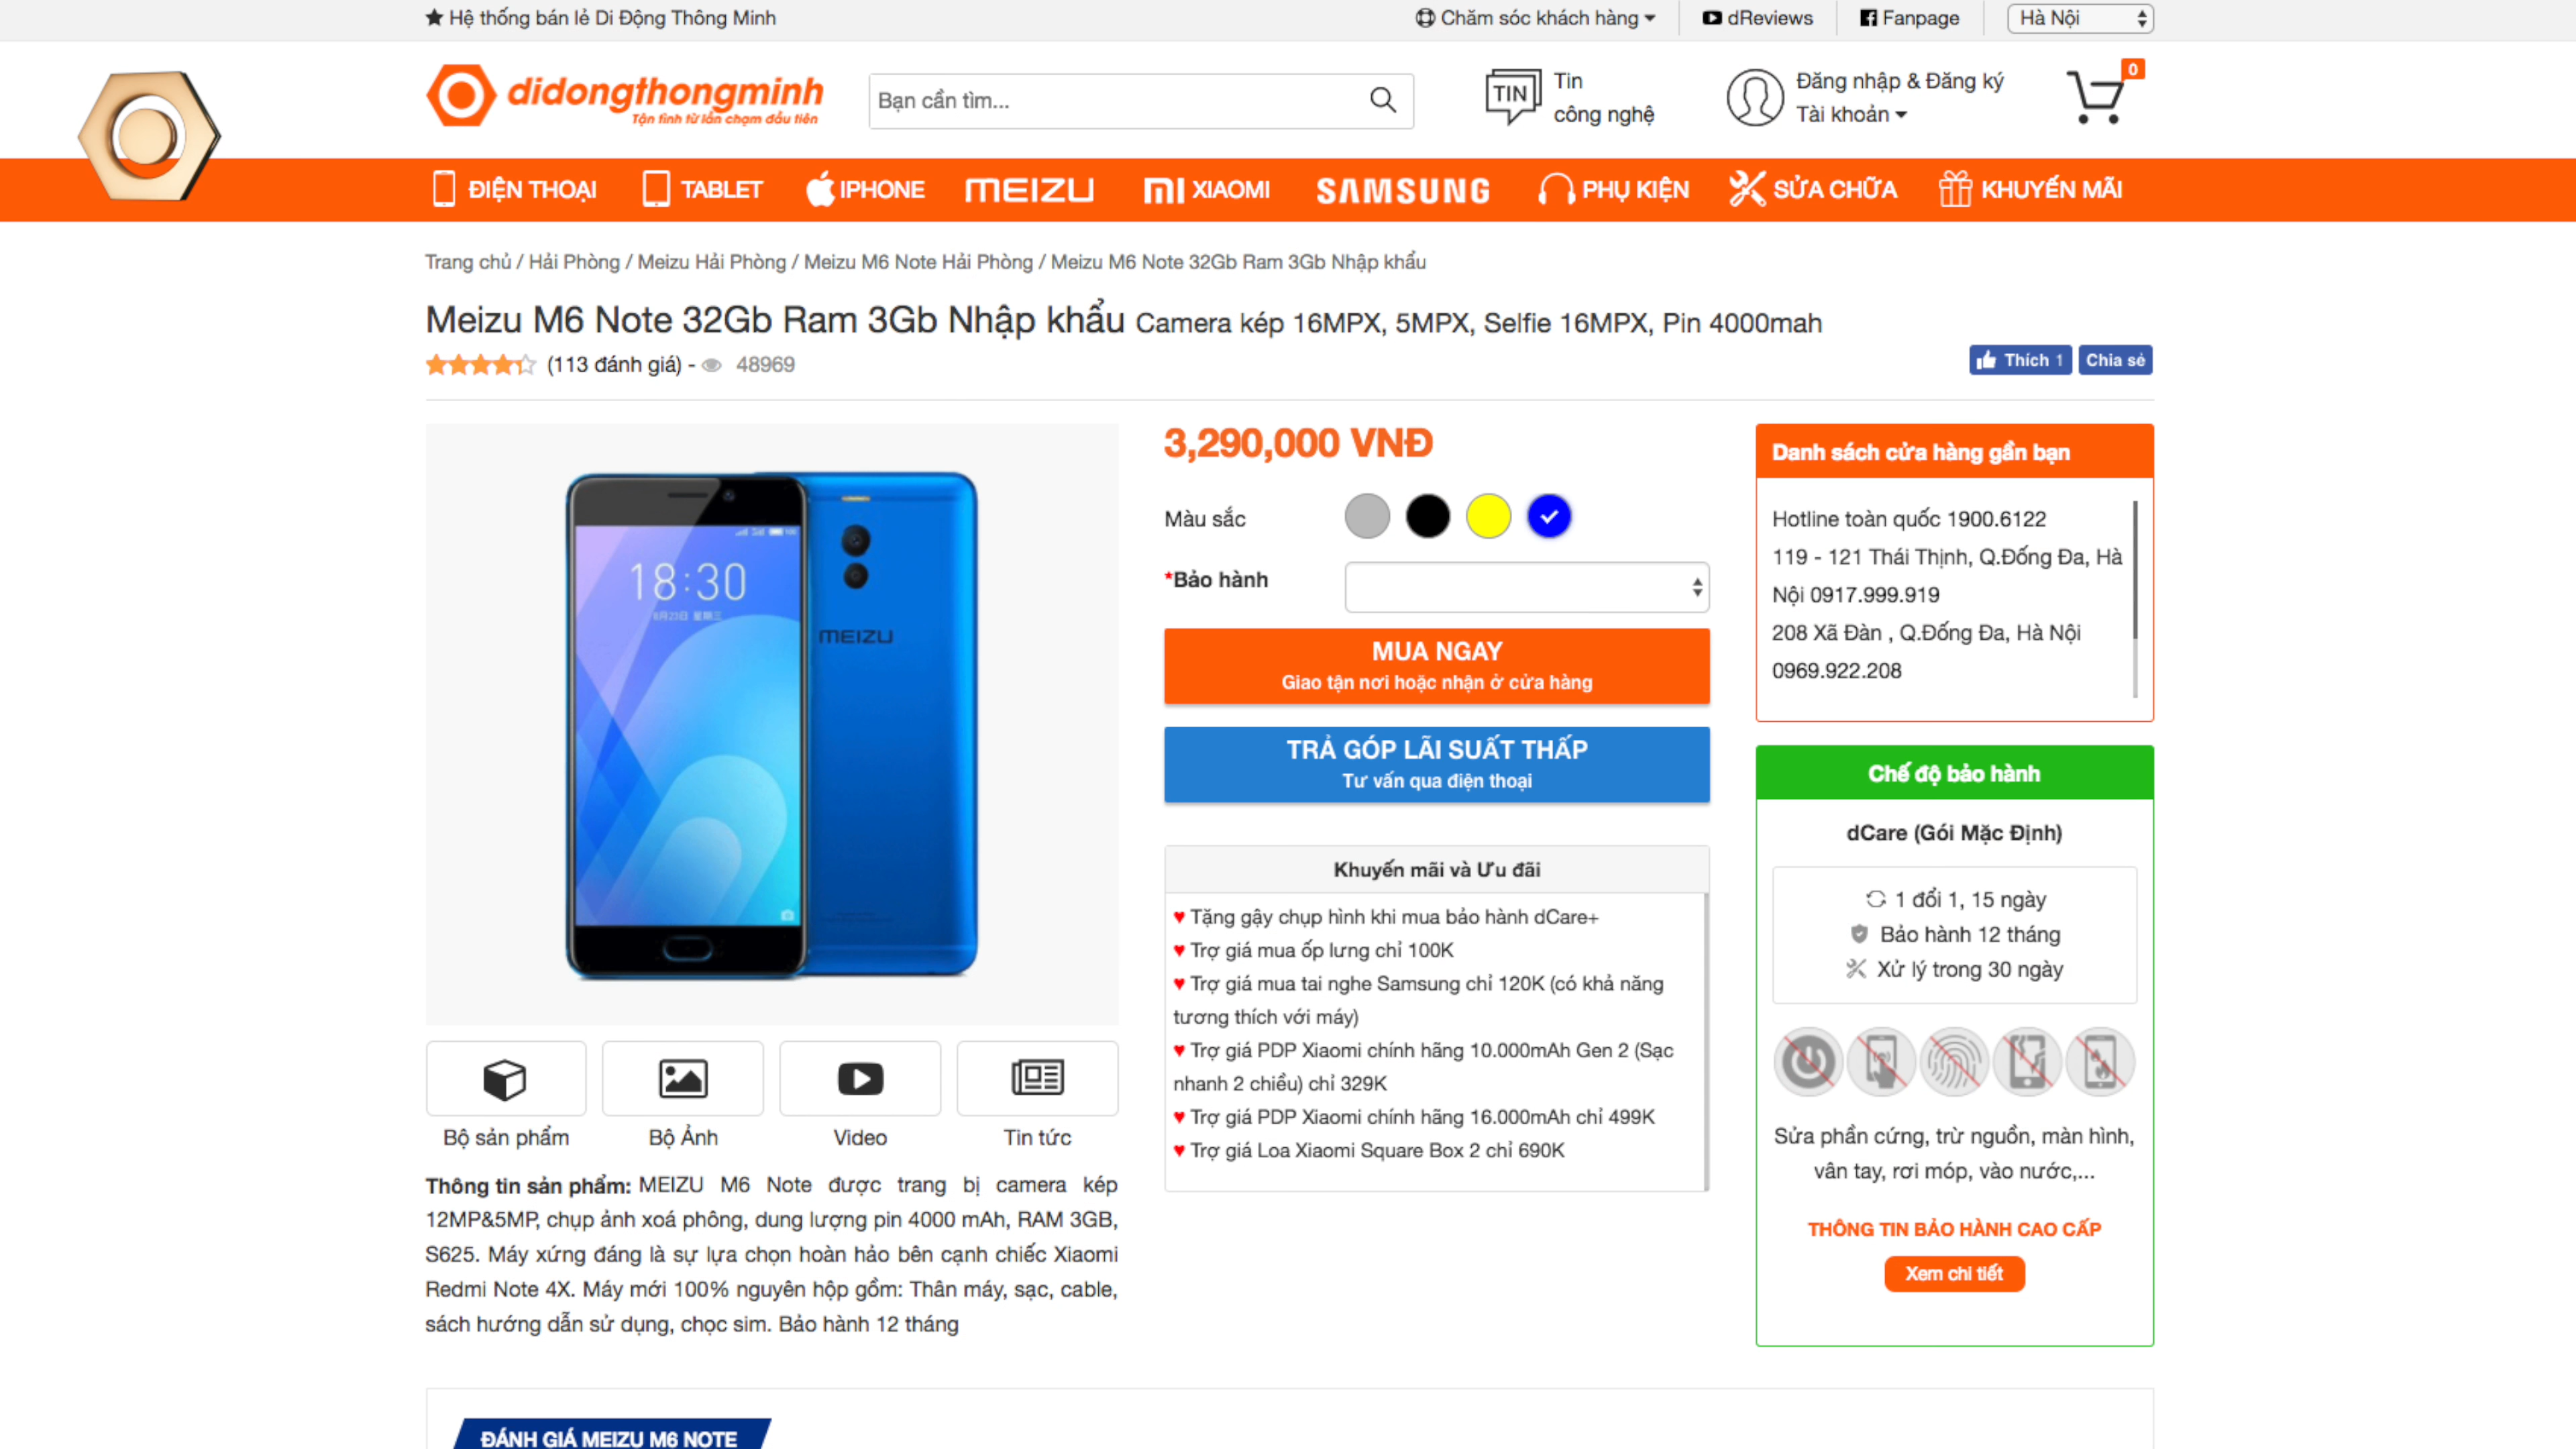 Hệ thống bán lẻ Di Động Thông Minh
Chăm sóc khách hàng
dReviews
Fanpage
Hà Nội
didongthongminh
Tận tình từ lần chạm đầu tiên
Bạn cần tìm...
TIN
Tin
công nghệ
Đăng nhập & Đăng ký
Tài khoản
0
ĐIỆN THOẠI
TABLET
IPHONE
MEIZU
MI XIAOMI
SAMSUNG
PHỤ KIỆN
SỬA CHỮA
KHUYẾN MÃI
Trang chủ / Hải Phòng / Meizu Hải Phòng / Meizu M6 Note Hải Phòng / Meizu M6 Note 32Gb Ram 3Gb Nhập khẩu
Meizu M6 Note 32Gb Ram 3Gb Nhập khẩu Camera kép 16MPX, 5MPX, Selfie 16MPX, Pin 4000mah
(113 đánh giá) - 48969
Thích 1
Chia sẻ
18:30
8月23日 星期三
MEIZU
Bộ sản phẩm
Bộ Ảnh
Video
Tin tức
Thông tin sản phẩm: MEIZU M6 Note được trang bị camera kép
12MP&5MP, chụp ảnh xoá phông, dung lượng pin 4000 mAh, RAM 3GB,
S625. Máy xứng đáng là sự lựa chọn hoàn hảo bên cạnh chiếc Xiaomi
Redmi Note 4X. Máy mới 100% nguyên hộp gồm: Thân máy, sạc, cable,
sách hướng dẫn sử dụng, chọc sim. Bảo hành 12 tháng
3,290,000 VNĐ
Màu sắc
*Bảo hành
MUA NGAY
Giao tận nơi hoặc nhận ở cửa hàng
TRẢ GÓP LÃI SUẤT THẤP
Tư vấn qua điện thoại
Khuyến mãi và Ưu đãi
♥ Tặng gậy chụp hình khi mua bảo hành dCare+
♥ Trợ giá mua ốp lưng chỉ 100K
♥ Trợ giá mua tai nghe Samsung chỉ 120K (có khả năng
tương thích với máy)
♥ Trợ giá PDP Xiaomi chính hãng 10.000mAh Gen 2 (Sạc
nhanh 2 chiều) chỉ 329K
♥ Trợ giá PDP Xiaomi chính hãng 16.000mAh chỉ 499K
♥ Trợ giá Loa Xiaomi Square Box 2 chỉ 690K
Danh sách cửa hàng gần bạn
Hotline toàn quốc 1900.6122
119 - 121 Thái Thịnh, Q.Đống Đa, Hà
Nội 0917.999.919
208 Xã Đàn , Q.Đống Đa, Hà Nội
0969.922.208
Chế độ bảo hành
dCare (Gói Mặc Định)
1 đổi 1, 15 ngày
Bảo hành 12 tháng
Xử lý trong 30 ngày
Sửa phần cứng, trừ nguồn, màn hình,
vân tay, rơi móp, vào nước,...
THÔNG TIN BẢO HÀNH CAO CẤP
Xem chi tiết
ĐÁNH GIÁ MEIZU M6 NOTE